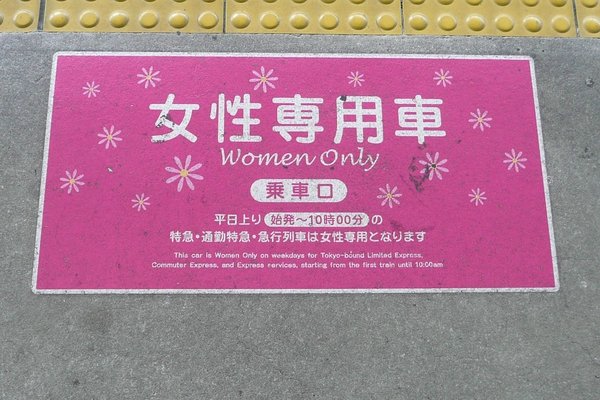 女性専用車
Women Only
乗車口
平日上り 始発～10時00分 の
特急・通勤特急・急行列車は女性専用となります
This car is Women Only on weekdays for Tokyo-bound Limited Express,
Commuter Express, and Express services, starting from the first train until 10:00am